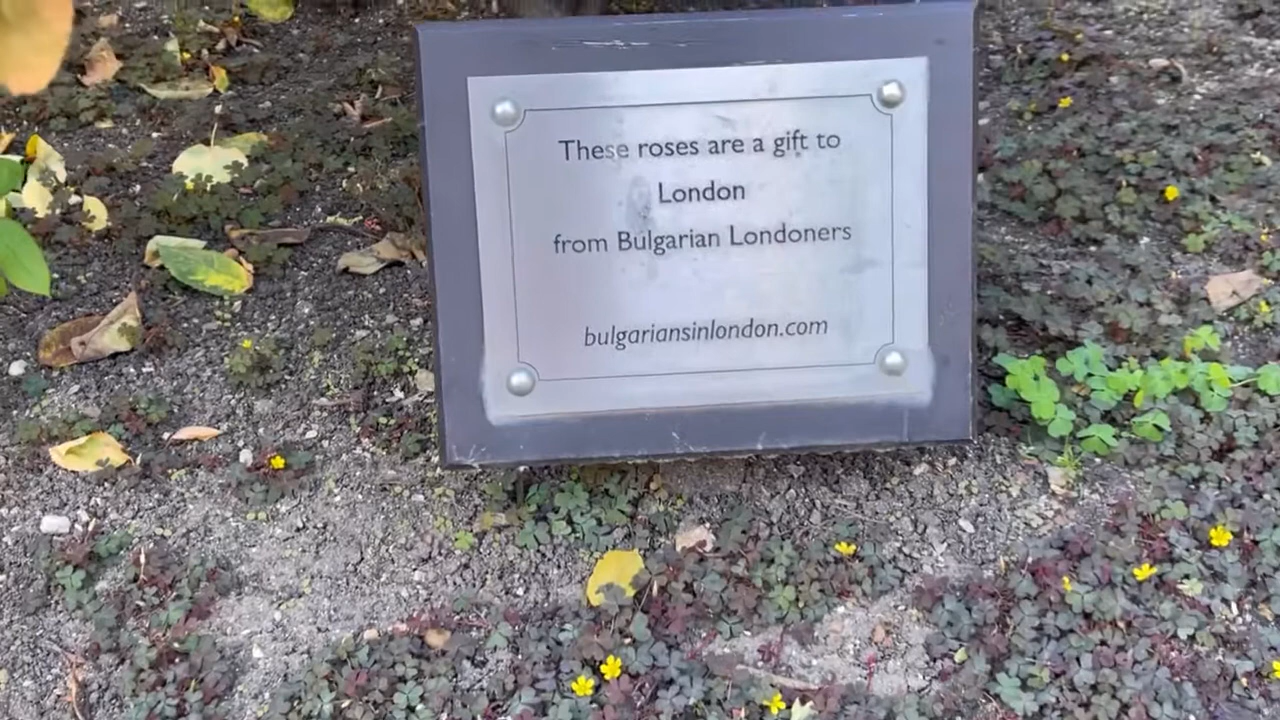 These roses are a gift to
London
from Bulgarian Londoners
bulgariansinlondon.com